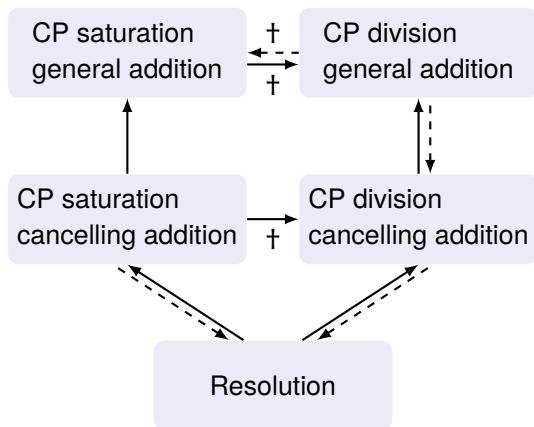 CP saturation
general addition
†
†
CP division
general addition
CP saturation
cancelling addition
†
CP division
cancelling addition
Resolution